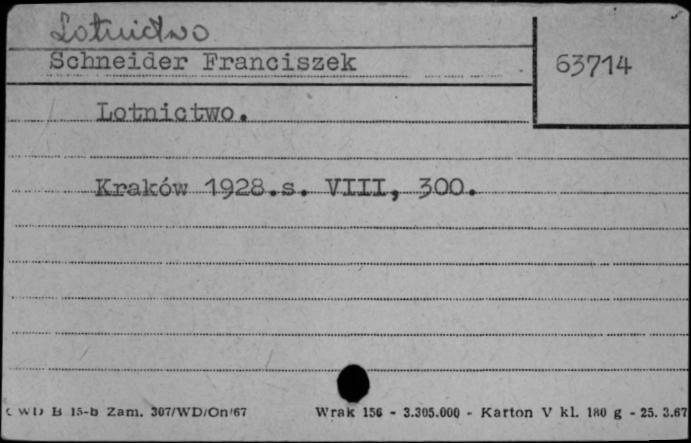 Lotnictwo
Schneider Franciszek
63714
Lotnictwo.
Kraków 1928.s. VIII, 300.
CWD B 15-b Zam. 307/WD/On/67 Wrak 156 - 3.305.000 - Karton V kl. 180 g - 25. 3.67